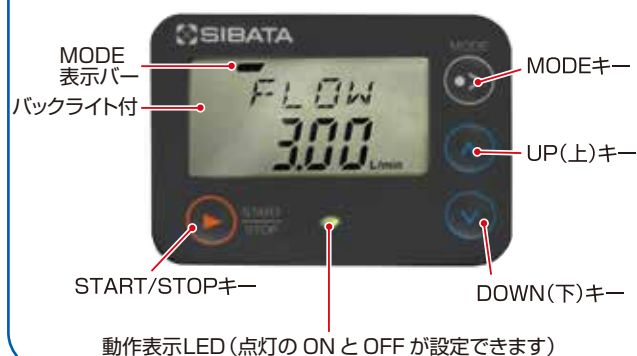 SIBATA
MODE
表示バー
MODE
MODEキー
FLOW
バックライト付
3.00
L/min
UP(上)キー
START
STOP
START/STOPキー
DOWN(下)キー
動作表示LED(点灯の ON と OFF が設定できます)